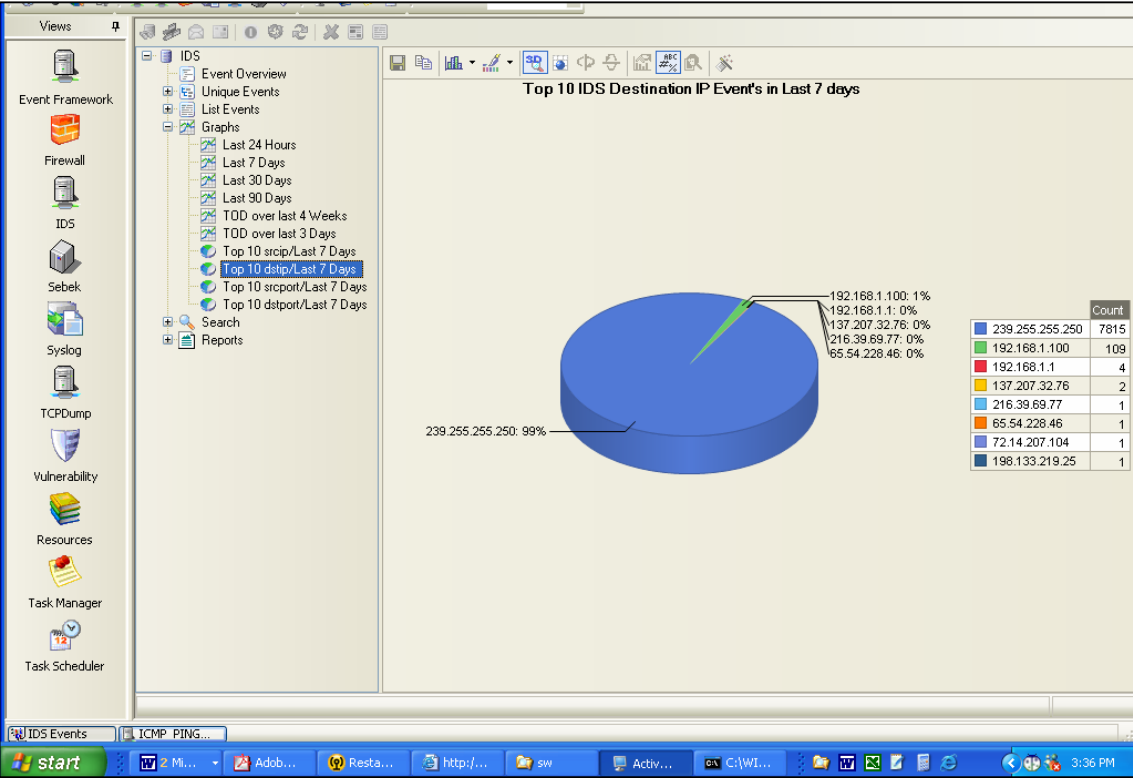 Views
Event Framework
Firewall
IDS
Sebek
Syslog
TCPDump
Vulnerability
Resources
Task Manager
12
Task Scheduler
IDS
Event Overview
Unique Events
List Events
Graphs
Last 24 Hours
Last 7 Days
Last 30 Days
Last 90 Days
TOD over last 4 Weeks
TOD over last 3 Days
Top 10 srcip/Last 7 Days
Top 10 dstip/Last 7 Days
Top 10 srcport/Last 7 Days
Top 10 dstport/Last 7 Days
Search
Reports
3D
ABC
#%
Top 10 IDS Destination IP Event's in Last 7 days
192.168.1.100: 1%
192.168.1.1: 0%
137.207.32.76: 0%
216.39.69.77: 0%
65.54.228.46: 0%
239.255.255.250: 99%
Count
239.255.255.250 7815
192.168.1.100 109
192.168.1.1 4
137.207.32.76 2
216.39.69.77 1
65.54.228.46 1
72.14.207.104 1
198.133.219.25 1
IDS Events
ICMP PING...
start
2 Mi...
Adob...
Resta...
http:/...
sw
Activ...
C:\WI...
3:36 PM